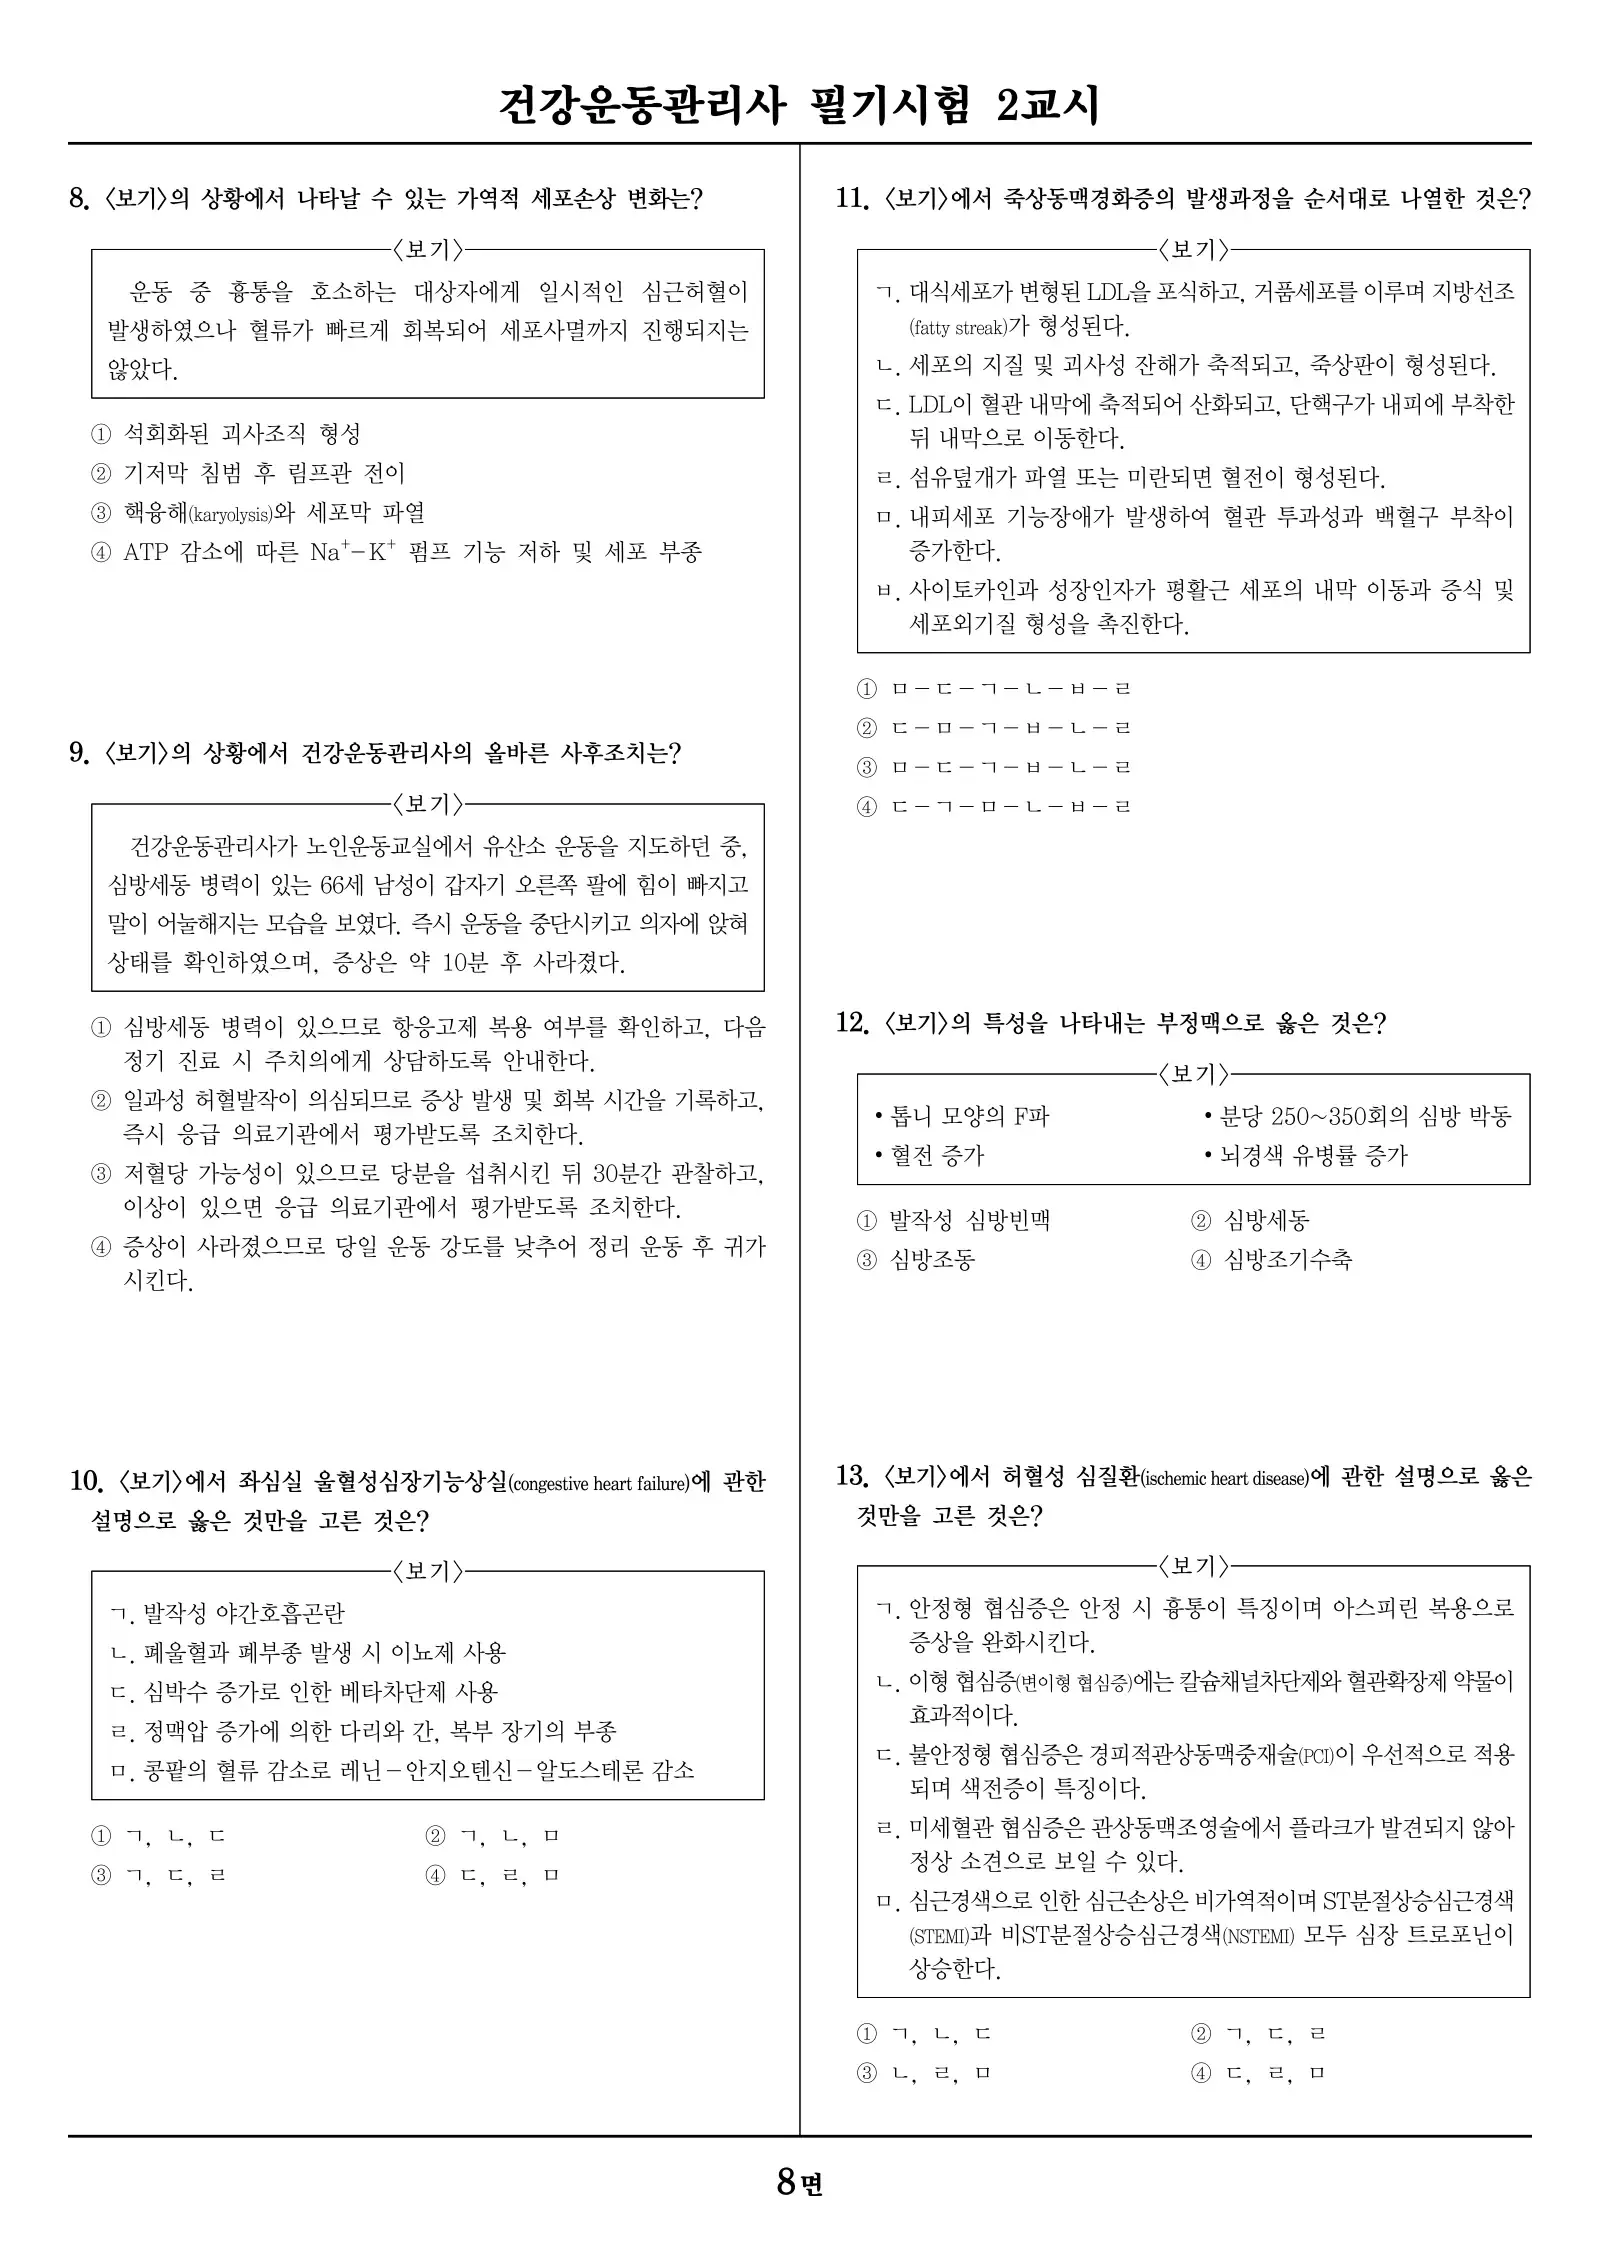 건강운동관리사 필기시험 2교시
8. 〈보기〉의 상황에서 나타날 수 있는 가역적 세포손상 변화는?
〈보기〉
운동 중 흉통을 호소하는 대상자에게 일시적인 심근허혈이
발생하였으나 혈류가 빠르게 회복되어 세포사멸까지 진행되지는
않았다.
① 석회화된 괴사조직 형성
② 기저막 침범 후 림프관 전이
③ 핵융해(karyolysis)와 세포막 파열
④ ATP 감소에 따른 Na⁺-K⁺ 펌프 기능 저하 및 세포 부종
9. 〈보기〉의 상황에서 건강운동관리사의 올바른 사후조치는?
〈보기〉
건강운동관리사가 노인운동교실에서 유산소 운동을 지도하던 중,
심방세동 병력이 있는 66세 남성이 갑자기 오른쪽 팔에 힘이 빠지고
말이 어눌해지는 모습을 보였다. 즉시 운동을 중단시키고 의자에 앉혀
상태를 확인하였으며, 증상은 약 10분 후 사라졌다.
① 심방세동 병력이 있으므로 항응고제 복용 여부를 확인하고, 다음
정기 진료 시 주치의에게 상담하도록 안내한다.
② 일과성 허혈발작이 의심되므로 증상 발생 및 회복 시간을 기록하고,
즉시 응급 의료기관에서 평가받도록 조치한다.
③ 저혈당 가능성이 있으므로 당분을 섭취시킨 뒤 30분간 관찰하고,
이상이 있으면 응급 의료기관에서 평가받도록 조치한다.
④ 증상이 사라졌으므로 당일 운동 강도를 낮추어 정리 운동 후 귀가
시킨다.
10. 〈보기〉에서 좌심실 울혈성심장기능상실(congestive heart failure)에 관한
설명으로 옳은 것만을 고른 것은?
〈보기〉
ㄱ. 발작성 야간호흡곤란
ㄴ. 폐울혈과 폐부종 발생 시 이뇨제 사용
ㄷ. 심박수 증가로 인한 베타차단제 사용
ㄹ. 정맥압 증가에 의한 다리와 간, 복부 장기의 부종
ㅁ. 콩팥의 혈류 감소로 레닌-안지오텐신-알도스테론 감소
① ㄱ, ㄴ, ㄷ ② ㄱ, ㄴ, ㅁ
③ ㄱ, ㄷ, ㄹ ④ ㄷ, ㄹ, ㅁ
11. 〈보기〉에서 죽상동맥경화증의 발생과정을 순서대로 나열한 것은?
〈보기〉
ㄱ. 대식세포가 변형된 LDL을 포식하고, 거품세포를 이루며 지방선조
(fatty streak)가 형성된다.
ㄴ. 세포의 지질 및 괴사성 잔해가 축적되고, 죽상판이 형성된다.
ㄷ. LDL이 혈관 내막에 축적되어 산화되고, 단핵구가 내피에 부착한
뒤 내막으로 이동한다.
ㄹ. 섬유덮개가 파열 또는 미란되면 혈전이 형성된다.
ㅁ. 내피세포 기능장애가 발생하여 혈관 투과성과 백혈구 부착이
증가한다.
ㅂ. 사이토카인과 성장인자가 평활근 세포의 내막 이동과 증식 및
세포외기질 형성을 촉진한다.
① ㅁ-ㄷ-ㄱ-ㄴ-ㅂ-ㄹ
② ㄷ-ㅁ-ㄱ-ㅂ-ㄴ-ㄹ
③ ㅁ-ㄷ-ㄱ-ㅂ-ㄴ-ㄹ
④ ㄷ-ㄱ-ㅁ-ㄴ-ㅂ-ㄹ
12. 〈보기〉의 특성을 나타내는 부정맥으로 옳은 것은?
〈보기〉
• 톱니 모양의 F파 • 분당 250~350회의 심방 박동
• 혈전 증가 • 뇌경색 유병률 증가
① 발작성 심방빈맥 ② 심방세동
③ 심방조동 ④ 심방조기수축
13. 〈보기〉에서 허혈성 심질환(ischemic heart disease)에 관한 설명으로 옳은
것만을 고른 것은?
〈보기〉
ㄱ. 안정형 협심증은 안정 시 흉통이 특징이며 아스피린 복용으로
증상을 완화시킨다.
ㄴ. 이형 협심증(변이형 협심증)에는 칼슘채널차단제와 혈관확장제 약물이
효과적이다.
ㄷ. 불안정형 협심증은 경피적관상동맥중재술(PCI)이 우선적으로 적용
되며 색전증이 특징이다.
ㄹ. 미세혈관 협심증은 관상동맥조영술에서 플라크가 발견되지 않아
정상 소견으로 보일 수 있다.
ㅁ. 심근경색으로 인한 심근손상은 비가역적이며 ST분절상승심근경색
(STEMI)과 비ST분절상승심근경색(NSTEMI) 모두 심장 트로포닌이
상승한다.
① ㄱ, ㄴ, ㄷ ② ㄱ, ㄷ, ㄹ
③ ㄴ, ㄹ, ㅁ ④ ㄷ, ㄹ, ㅁ
8면